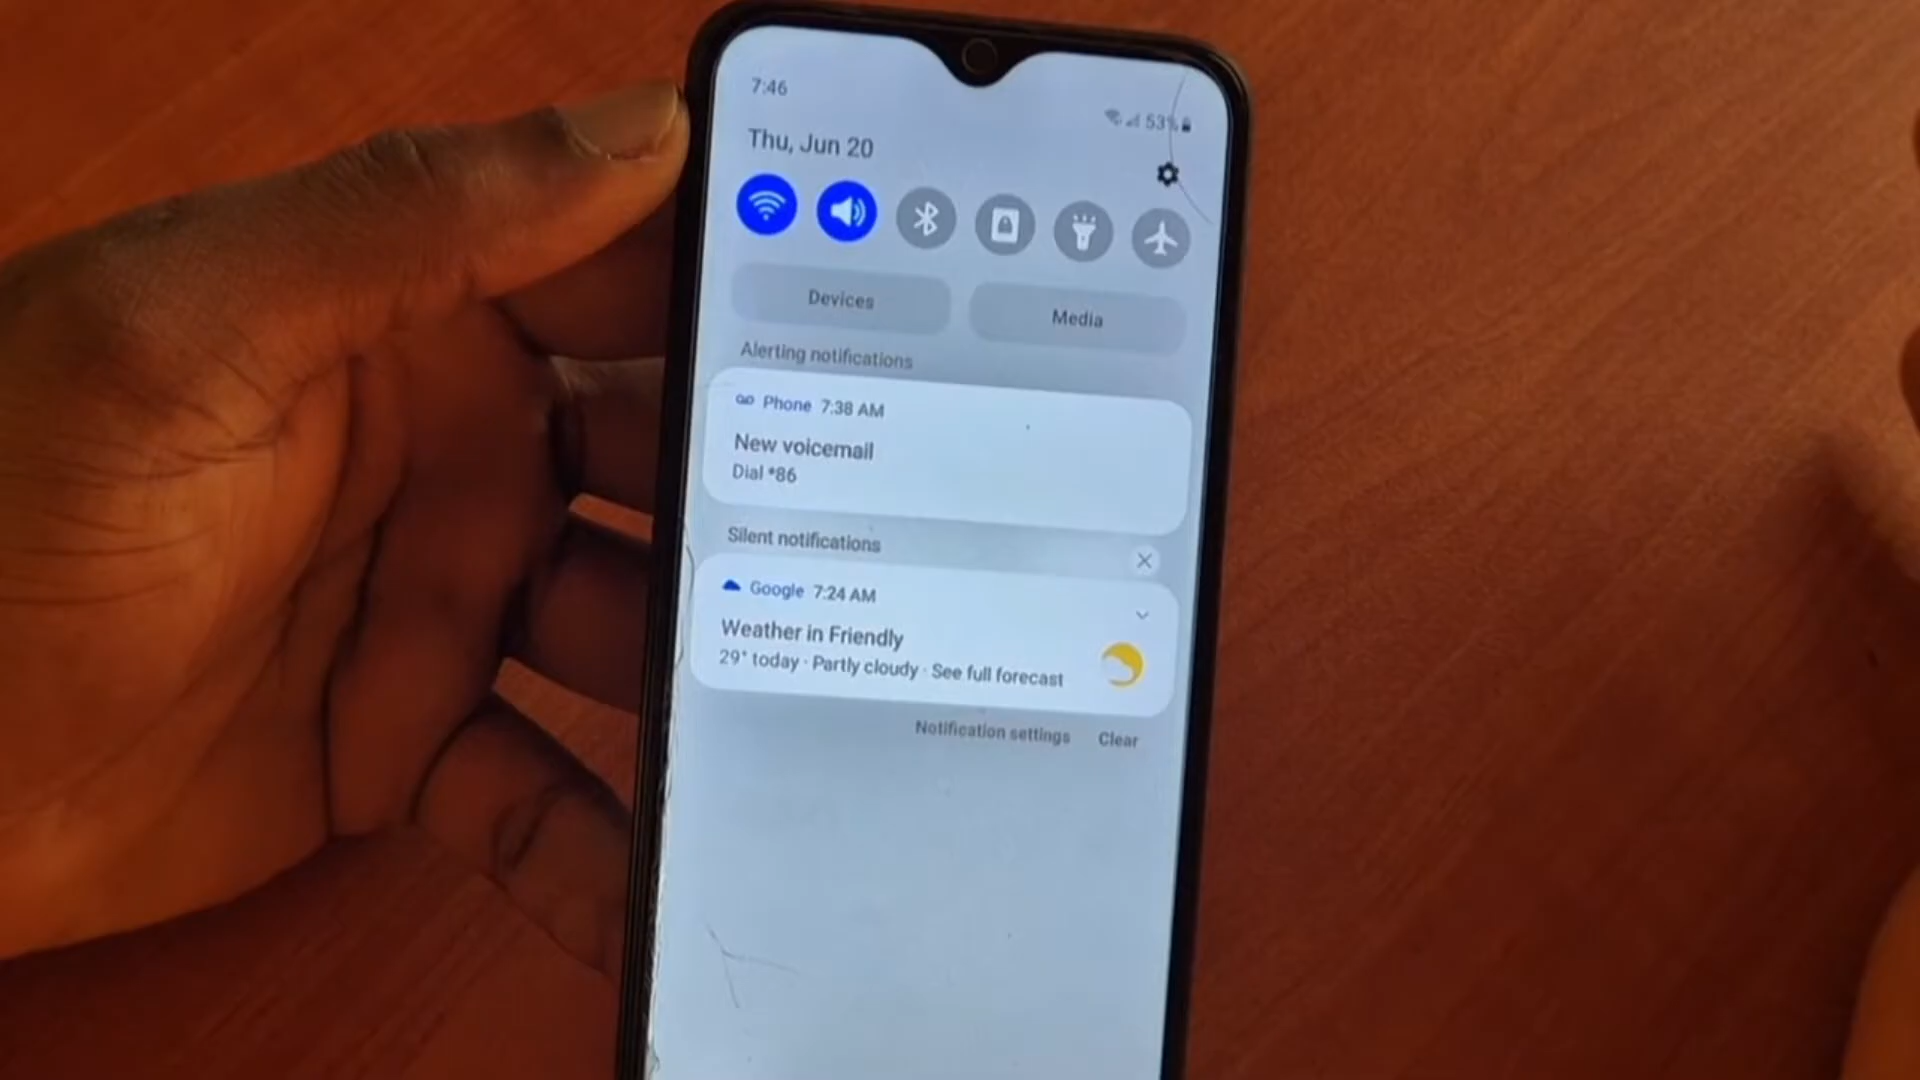 7:46
53%
Thu, Jun 20
Devices
Media
Alerting notifications
Phone 7:38 AM
New voicemail
Dial *86
Silent notifications
Google 7:24 AM
Weather in Friendly
29° today · Partly cloudy · See full forecast
Notification settings Clear